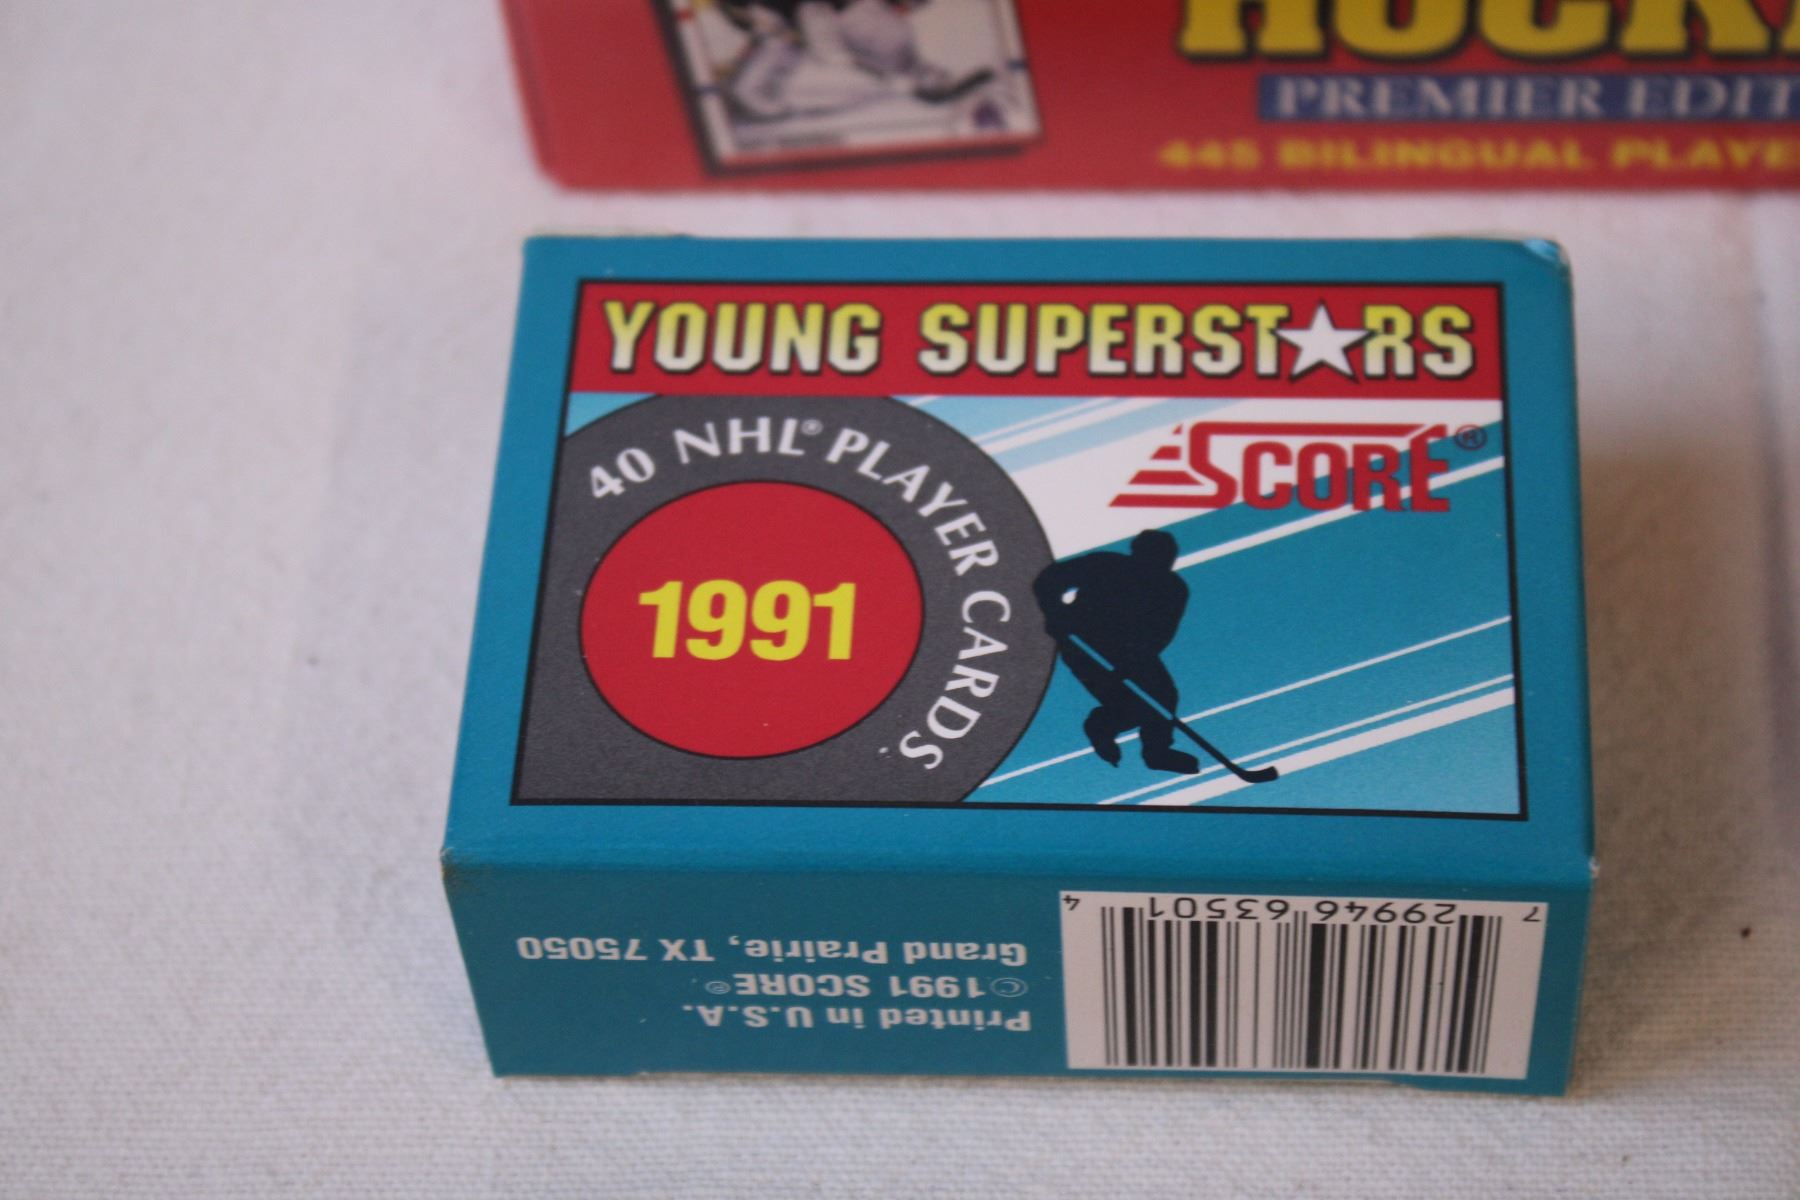 HOCK
PREMIER EDIT
445 BILINGUAL PLAYE
YOUNG SUPERSTARS
40 NHL® PLAYER CARDS
SCORE®
1991
Printed in U.S.A.
©1991 SCORE®
Grand Prairie, TX 75050
7 29946 63501 4